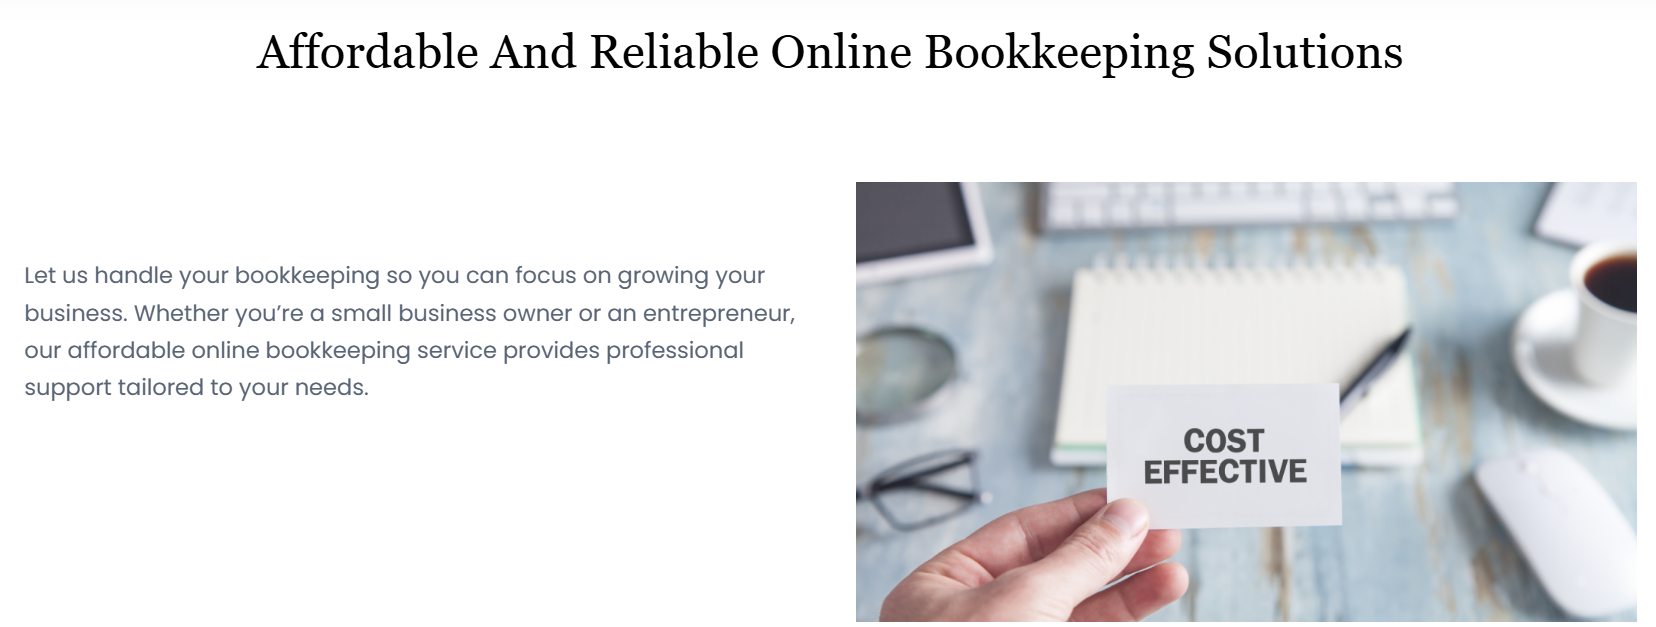 Affordable And Reliable Online Bookkeeping Solutions
Let us handle your bookkeeping so you can focus on growing your
business. Whether you’re a small business owner or an entrepreneur,
our affordable online bookkeeping service provides professional
support tailored to your needs.
COST
EFFECTIVE